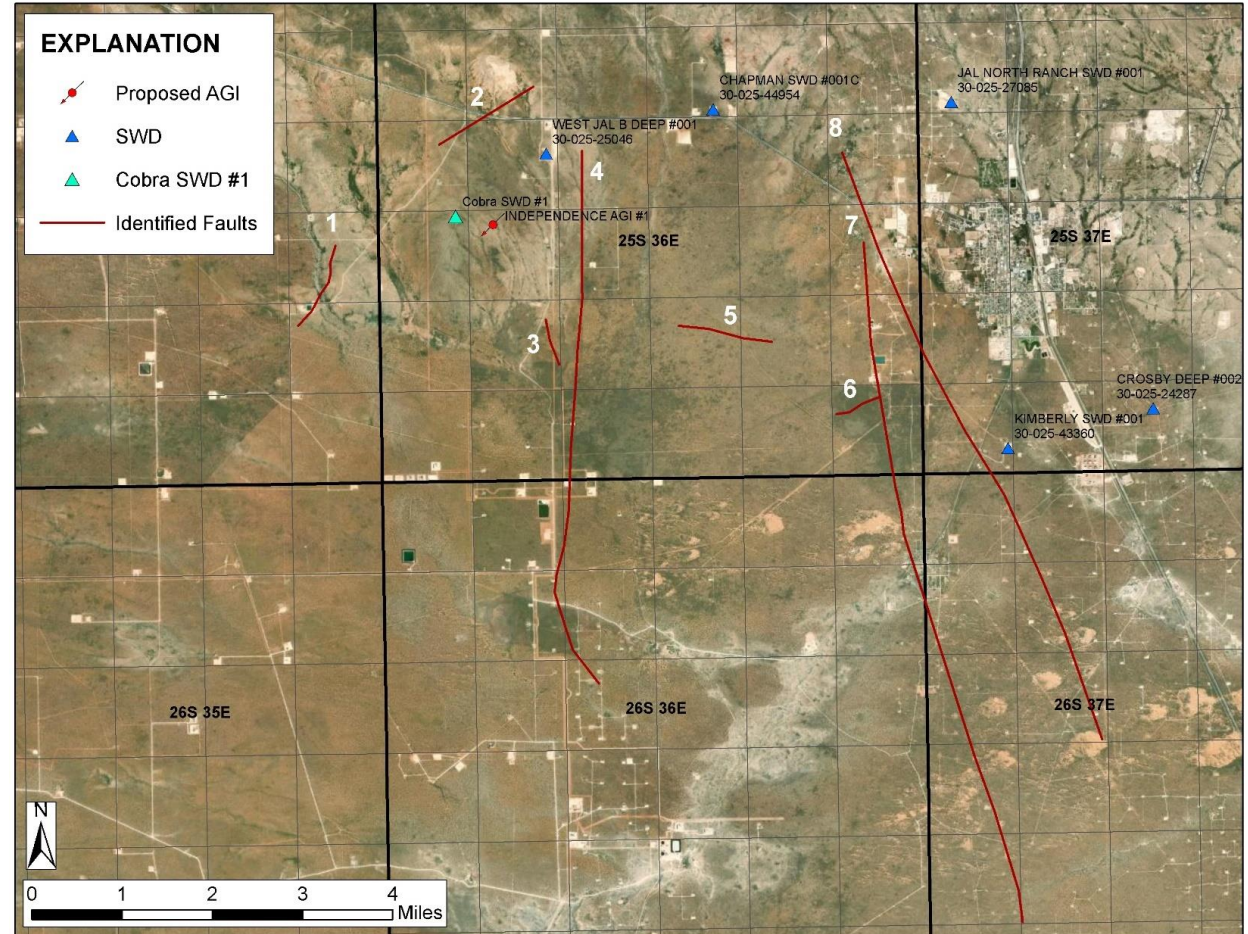 EXPLANATION
Proposed AGI
SWD
Cobra SWD #1
Identified Faults
CHAPMAN SWD #001C
30-025-44954
JAL NORTH RANCH SWD #001
30-025-27085
2
WEST JAL B DEEP #001
30-025-25046
8
4
Cobra SWD #1
INDEPENDENCE AGI #1
1
7
25S 36E
25S 37E
5
3
6
CROSBY DEEP #002
30-025-24287
KIMBERLY SWD #001
30-025-43360
26S 35E
26S 36E
26S 37E
N
0 1 2 3 4
Miles